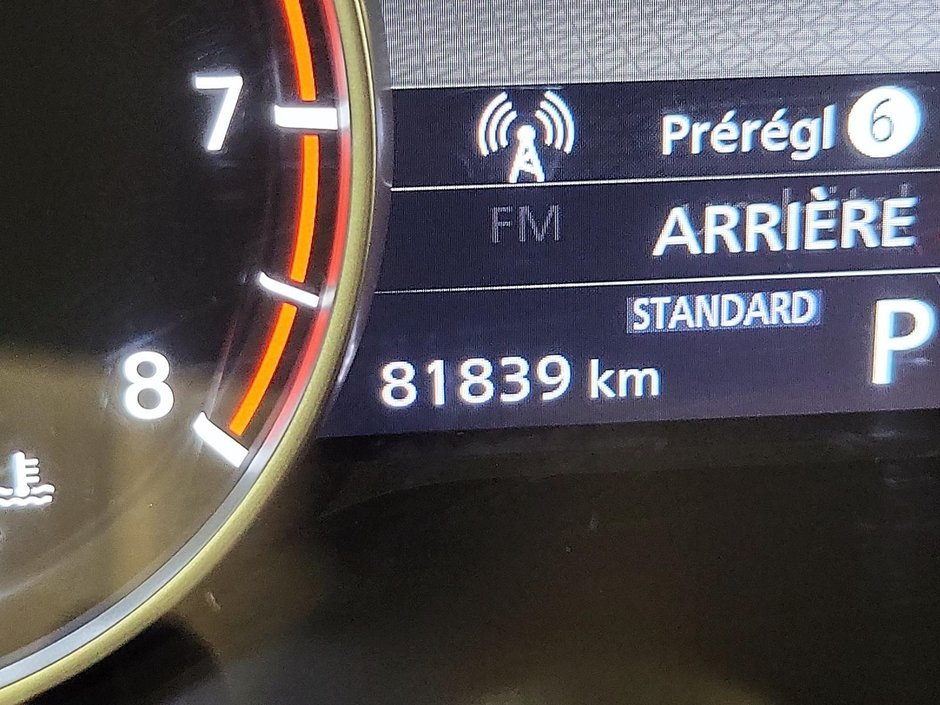 7
8
Prérégl 6
FM
ARRIÈRE
STANDARD
P
81839 km